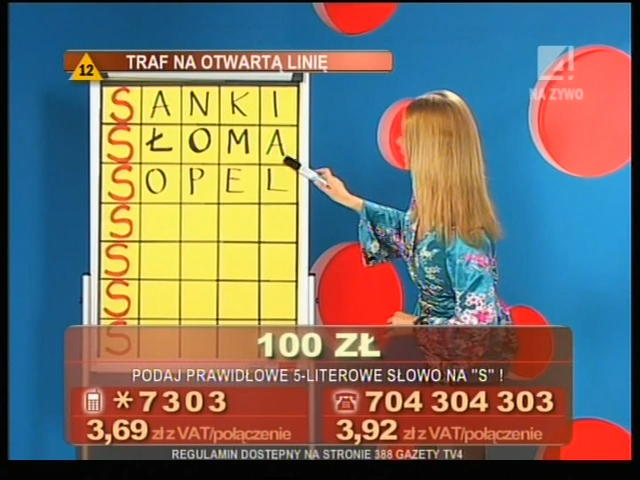 TRAF NA OTWARTĄ LINIĘ
12
4!
NA ŻYWO
SANKI
SŁOMA
SOPEL
S
S
S
S
100 ZŁ
PODAJ PRAWIDŁOWE 5-LITEROWE SŁOWO NA "S" !
*7303
704 304 303
3,69 zł z VAT/połączenie
3,92 zł z VAT/połączenie
REGULAMIN DOSTĘPNY NA STRONIE 388 GAZETY TV4